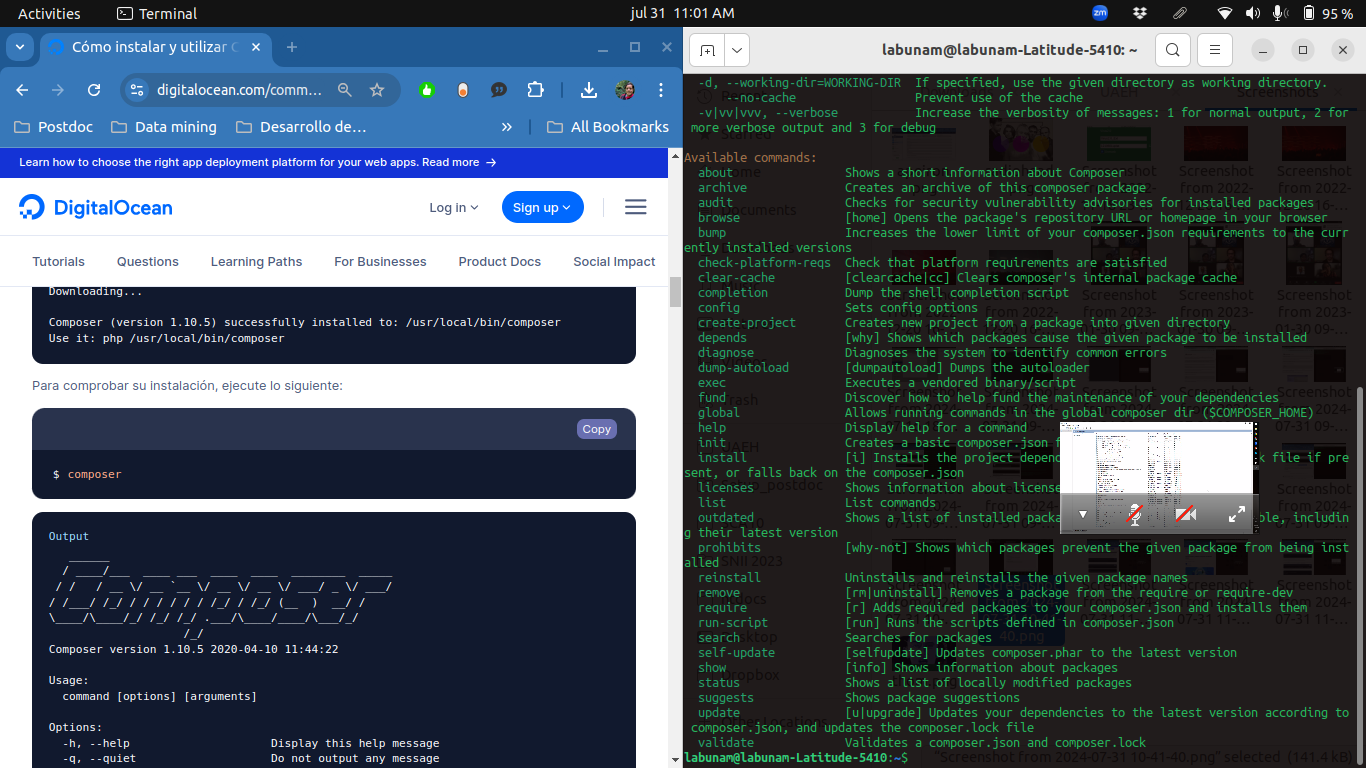 Activities
Terminal
jul 31 11:01 AM
zm
95 %
Cómo instalar y utilizar C
digitalocean.com/comm…
Postdoc
Data mining
Desarrollo de…
All Bookmarks
Learn how to choose the right app deployment platform for your web apps. Read more →
DigitalOcean
Log in
Sign up
Tutorials
Questions
Learning Paths
For Businesses
Product Docs
Social Impact
Downloading...
Composer (version 1.10.5) successfully installed to: /usr/local/bin/composer
Use it: php /usr/local/bin/composer
Para comprobar su instalación, ejecute lo siguiente:
Copy
$ composer
Output
Composer version 1.10.5 2020-04-10 11:44:22
Usage:
command [options] [arguments]
Options:
-h, --help Display this help message
-q, --quiet Do not output any message
labunam@labunam-Latitude-5410: ~
-d, --working-dir=WORKING-DIR If specified, use the given directory as working directory.
--no-cache Prevent use of the cache
-v|vv|vvv, --verbose Increase the verbosity of messages: 1 for normal output, 2 for
more verbose output and 3 for debug
Available commands:
about Shows a short information about Composer
archive Creates an archive of this composer package
audit Checks for security vulnerability advisories for installed packages
browse [home] Opens the package's repository URL or homepage in your browser
bump Increases the lower limit of your composer.json requirements to the curr
ently installed versions
check-platform-reqs Check that platform requirements are satisfied
clear-cache [clearcache|cc] Clears composer's internal package cache
completion Dump the shell completion script
config Sets config options
create-project Creates new project from a package into given directory
depends [why] Shows which packages cause the given package to be installed
diagnose Diagnoses the system to identify common errors
dump-autoload [dumpautoload] Dumps the autoloader
exec Executes a vendored binary/script
fund Discover how to help fund the maintenance of your dependencies
global Allows running commands in the global composer dir ($COMPOSER_HOME)
help Display help for a command
init Creates a basic composer.json f
install [i] Installs the project depend k file if pre
sent, or falls back on the composer.json
licenses Shows information about license
list List commands
outdated Shows a list of installed packa ble, includin
g their latest version
prohibits [why-not] Shows which packages prevent the given package from being inst
alled
reinstall Uninstalls and reinstalls the given package names
remove [rm|uninstall] Removes a package from the require or require-dev
require [r] Adds required packages to your composer.json and installs them
run-script [run] Runs the scripts defined in composer.json
search Searches for packages
self-update [selfupdate] Updates composer.phar to the latest version
show [info] Shows information about packages
status Shows a list of locally modified packages
suggests Shows package suggestions
update [u|upgrade] Updates your dependencies to the latest version according to
composer.json, and updates the composer.lock file
validate Validates a composer.json and composer.lock
labunam@labunam-Latitude-5410:~$
"Screenshot from 2024-07-31 10-41-40.png" selected (141.4 kB)